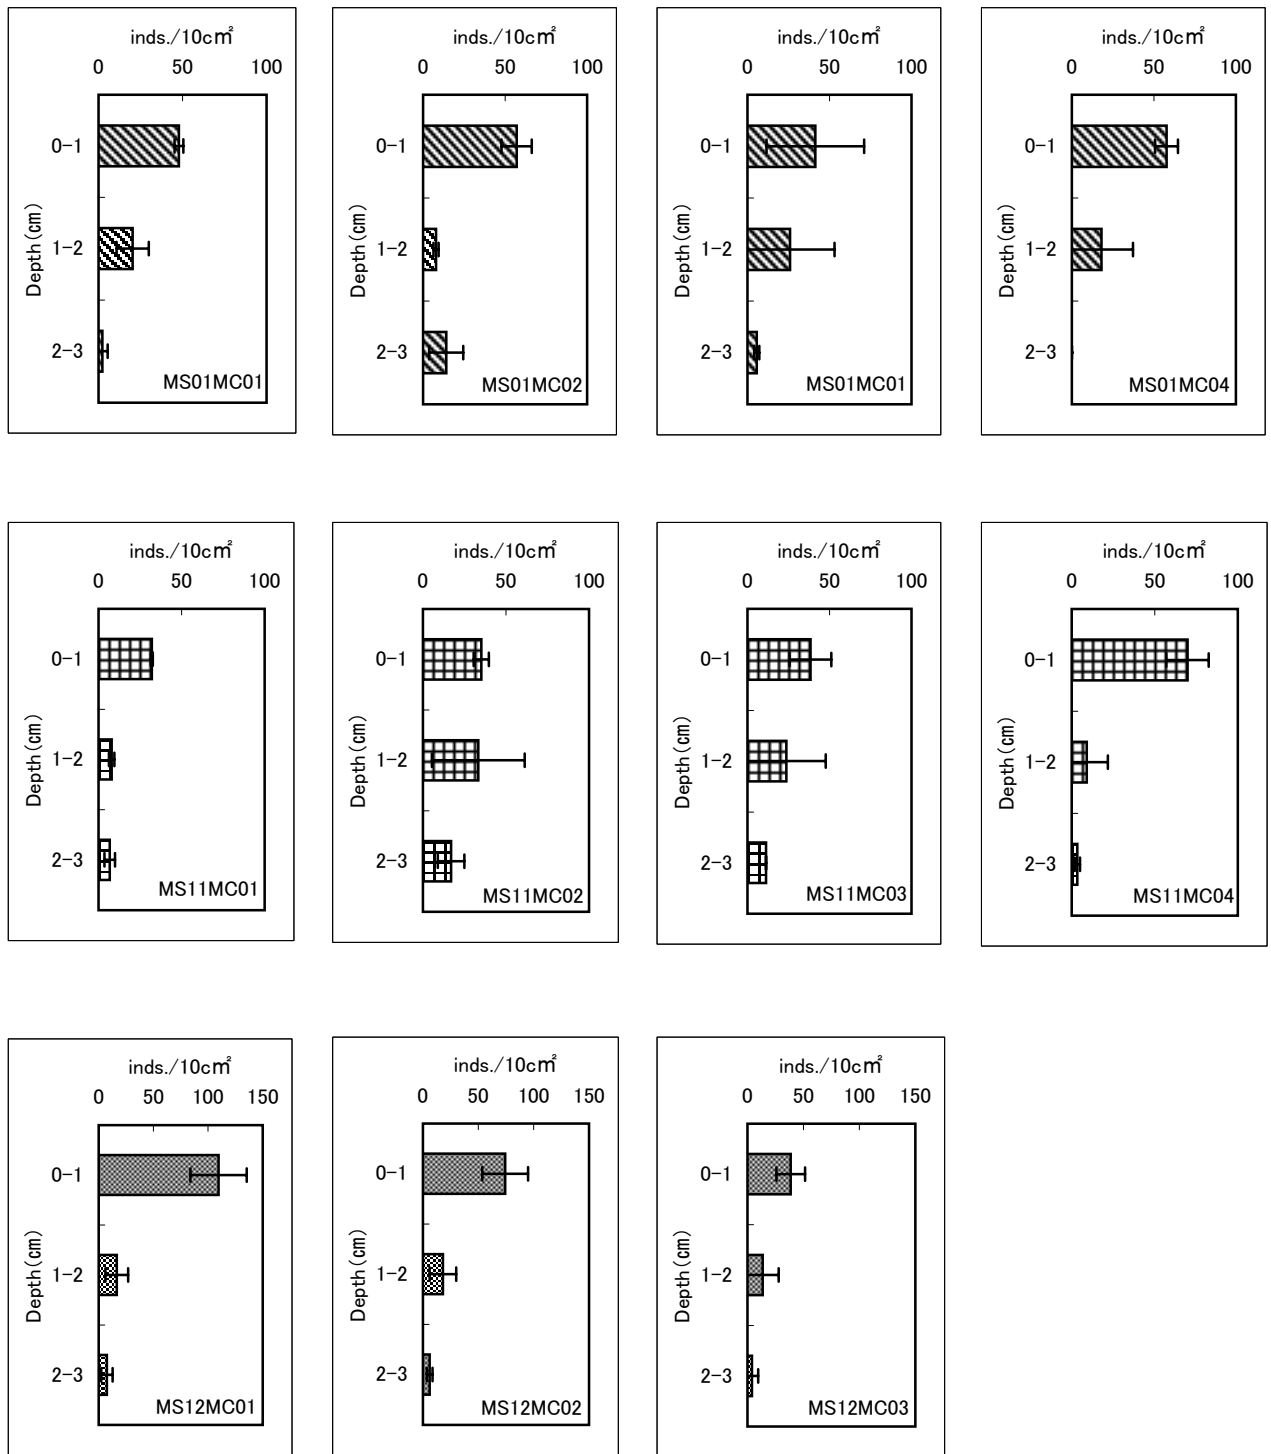 inds./10c㎡
0 50 100
0-1
1-2
2-3
Depth(cm)
MS01MC01
inds./10c㎡
0 50 100
0-1
1-2
2-3
Depth(cm)
MS01MC02
inds./10c㎡
0 50 100
0-1
1-2
2-3
Depth(cm)
MS01MC01
inds./10c㎡
0 50 100
0-1
1-2
2-3
Depth(cm)
MS01MC04
inds./10c㎡
0 50 100
0-1
1-2
2-3
Depth(cm)
MS11MC01
inds./10c㎡
0 50 100
0-1
1-2
2-3
Depth(cm)
MS11MC02
inds./10c㎡
0 50 100
0-1
1-2
2-3
Depth(cm)
MS11MC03
inds./10c㎡
0 50 100
0-1
1-2
2-3
Depth(cm)
MS11MC04
inds./10c㎡
0 50 100 150
0-1
1-2
2-3
Depth(cm)
MS12MC01
inds./10c㎡
0 50 100 150
0-1
1-2
2-3
Depth(cm)
MS12MC02
inds./10c㎡
0 50 100 150
0-1
1-2
2-3
Depth(cm)
MS12MC03